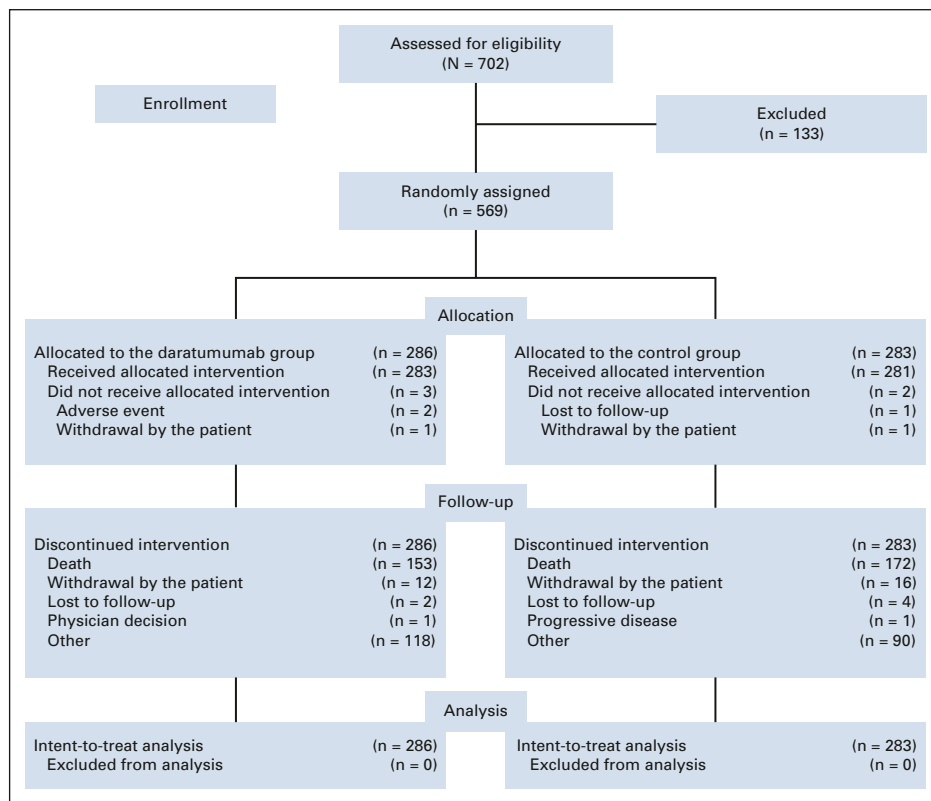 Assessed for eligibility
(N = 702)
Enrollment
Excluded
(n = 133)
Randomly assigned
(n = 569)
Allocation
Allocated to the daratumumab group (n = 286)
Received allocated intervention (n = 283)
Did not receive allocated intervention (n = 3)
Adverse event (n = 2)
Withdrawal by the patient (n = 1)
Allocated to the control group (n = 283)
Received allocated intervention (n = 281)
Did not receive allocated intervention (n = 2)
Lost to follow-up (n = 1)
Withdrawal by the patient (n = 1)
Follow-up
Discontinued intervention (n = 286)
Death (n = 153)
Withdrawal by the patient (n = 12)
Lost to follow-up (n = 2)
Physician decision (n = 1)
Other (n = 118)
Discontinued intervention (n = 283)
Death (n = 172)
Withdrawal by the patient (n = 16)
Lost to follow-up (n = 4)
Progressive disease (n = 1)
Other (n = 90)
Analysis
Intent-to-treat analysis (n = 286)
Excluded from analysis (n = 0)
Intent-to-treat analysis (n = 283)
Excluded from analysis (n = 0)